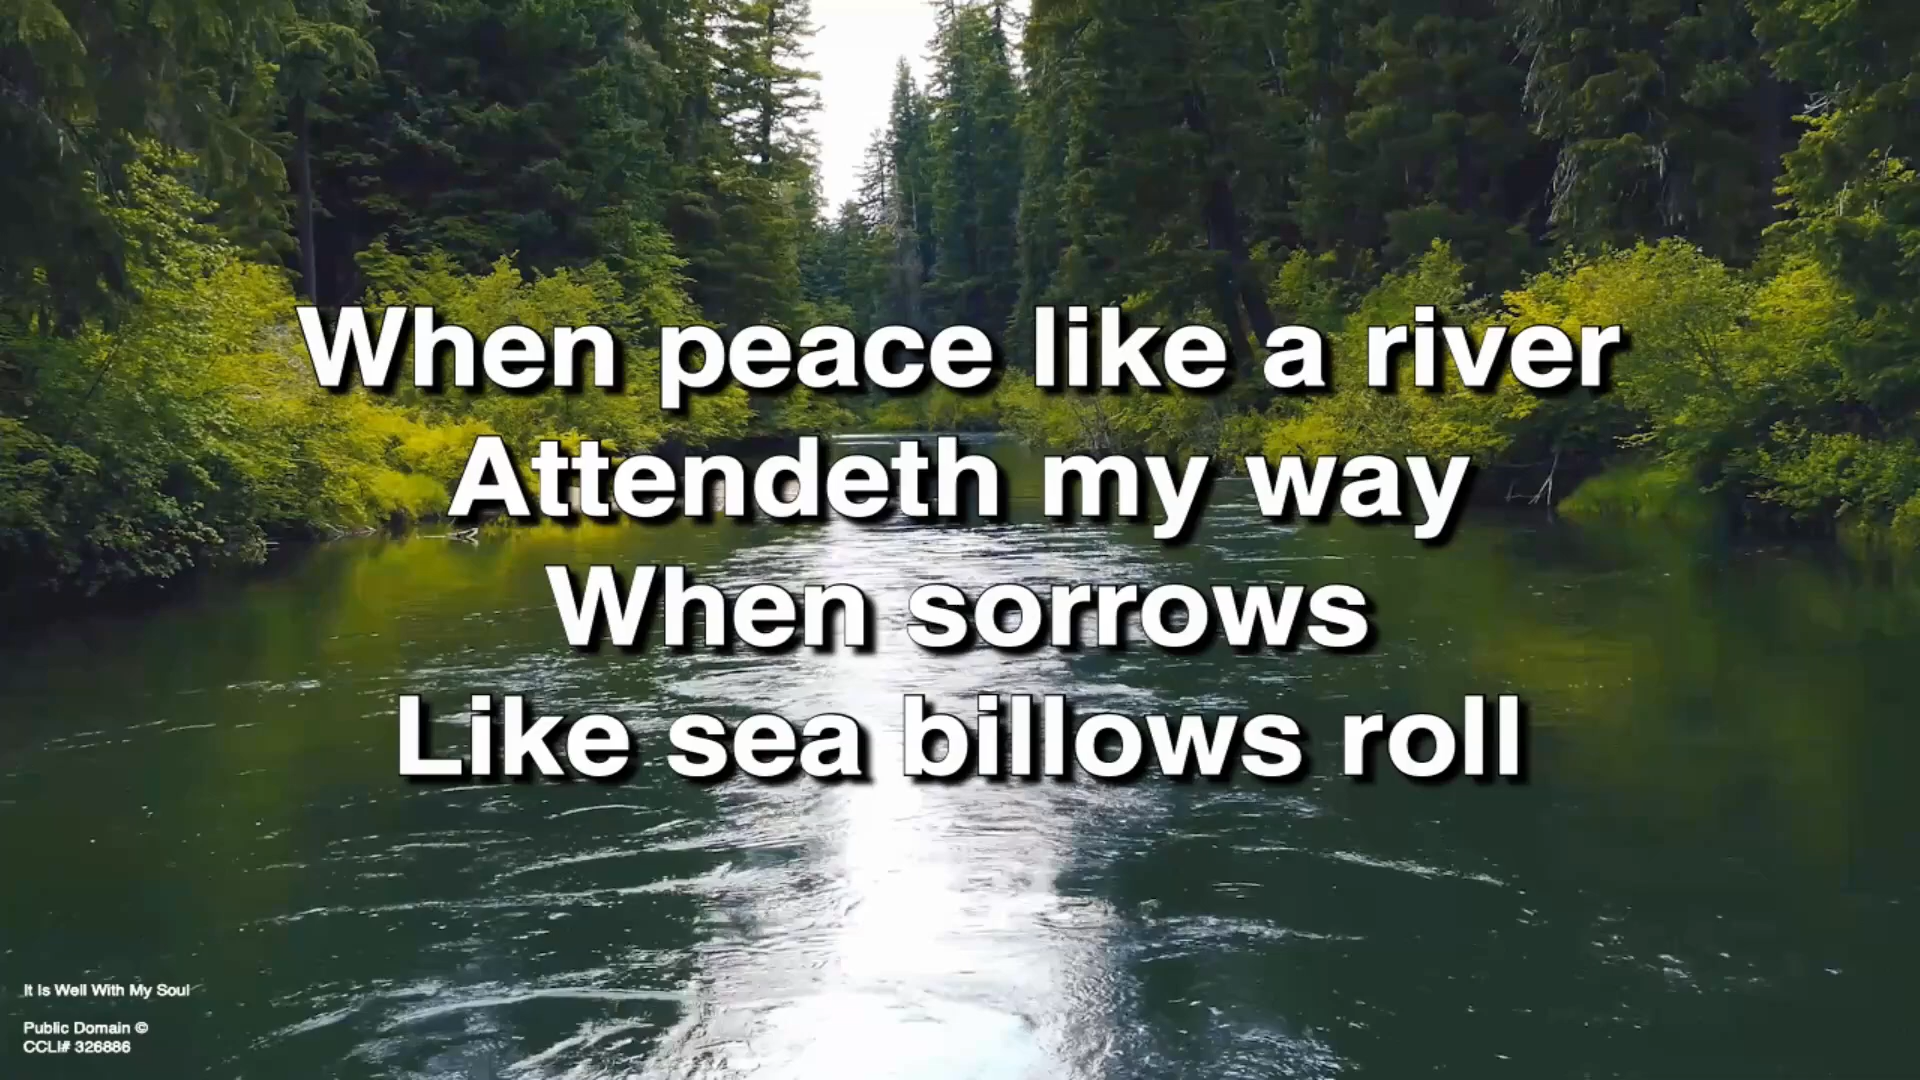 When peace like a river
Attendeth my way
When sorrows
Like sea billows roll
It Is Well With My Soul
Public Domain ©
CCLI# 326886